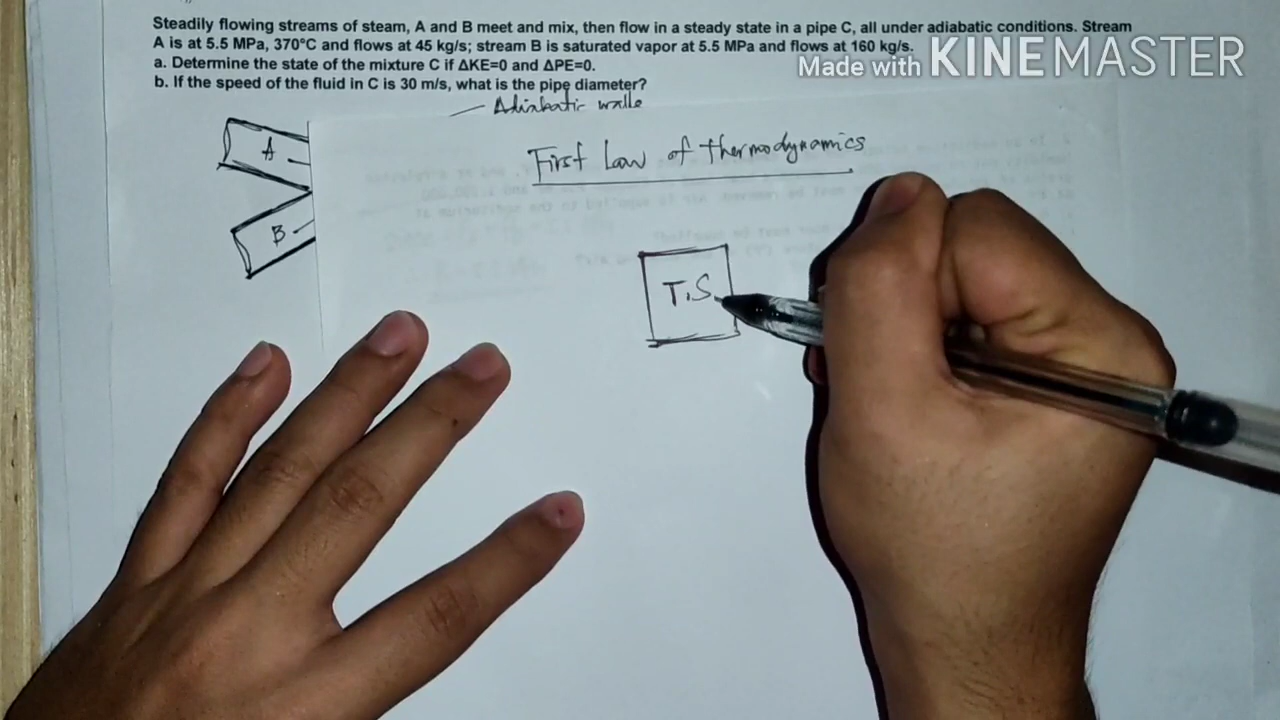 Steadily flowing streams of steam, A and B meet and mix, then flow in a steady state in a pipe C, all under adiabatic conditions. Stream
A is at 5.5 MPa, 370°C and flows at 45 kg/s; stream B is saturated vapor at 5.5 MPa and flows at 160 kg/s.
a. Determine the state of the mixture C if ΔKE=0 and ΔPE=0.
b. If the speed of the fluid in C is 30 m/s, what is the pipe diameter?
Made with KINEMASTER
Adiabatic walls
First Law of thermodynamics
A
B
T.S.